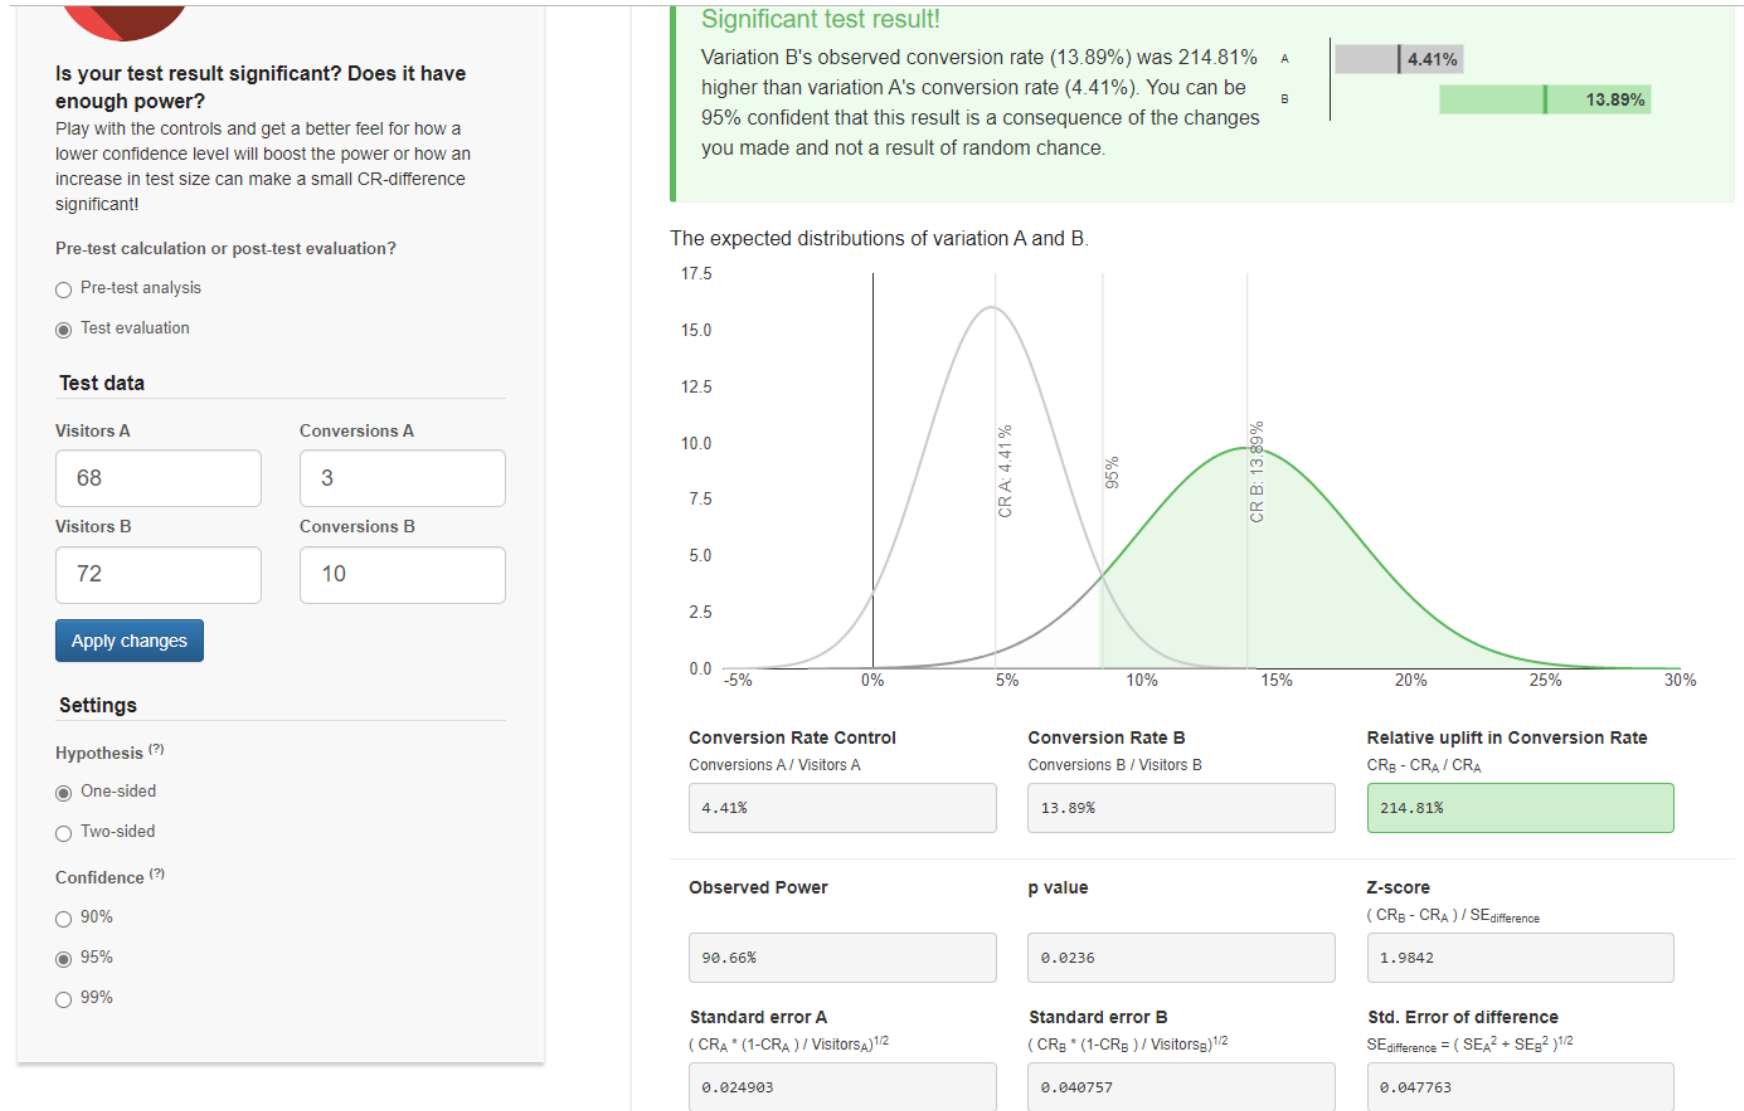 Is your test result significant? Does it have
enough power?
Play with the controls and get a better feel for how a
lower confidence level will boost the power or how an
increase in test size can make a small CR-difference
significant!
Pre-test calculation or post-test evaluation?
Pre-test analysis
Test evaluation
Test data
Visitors A
Conversions A
68
3
Visitors B
Conversions B
72
10
Apply changes
Settings
Hypothesis (?)
One-sided
Two-sided
Confidence (?)
90%
95%
99%
Significant test result!
Variation B's observed conversion rate (13.89%) was 214.81%
higher than variation A's conversion rate (4.41%). You can be
95% confident that this result is a consequence of the changes
you made and not a result of random chance.
A
4.41%
B
13.89%
The expected distributions of variation A and B.
17.5
15.0
12.5
10.0
7.5
5.0
2.5
0.0
CR A: 4.41 %
95%
CR B: 13.89%
-5%
0%
5%
10%
15%
20%
25%
30%
Conversion Rate Control
Conversions A / Visitors A
4.41%
Conversion Rate B
Conversions B / Visitors B
13.89%
Relative uplift in Conversion Rate
CRB - CRA / CRA
214.81%
Observed Power
90.66%
p value
0.0236
Z-score
( CRB - CRA ) / SEdifference
1.9842
Standard error A
( CRA * (1-CRA ) / VisitorsA)1/2
0.024903
Standard error B
( CRB * (1-CRB ) / VisitorsB)1/2
0.040757
Std. Error of difference
SEdifference = ( SEA2 + SEB2 )1/2
0.047763